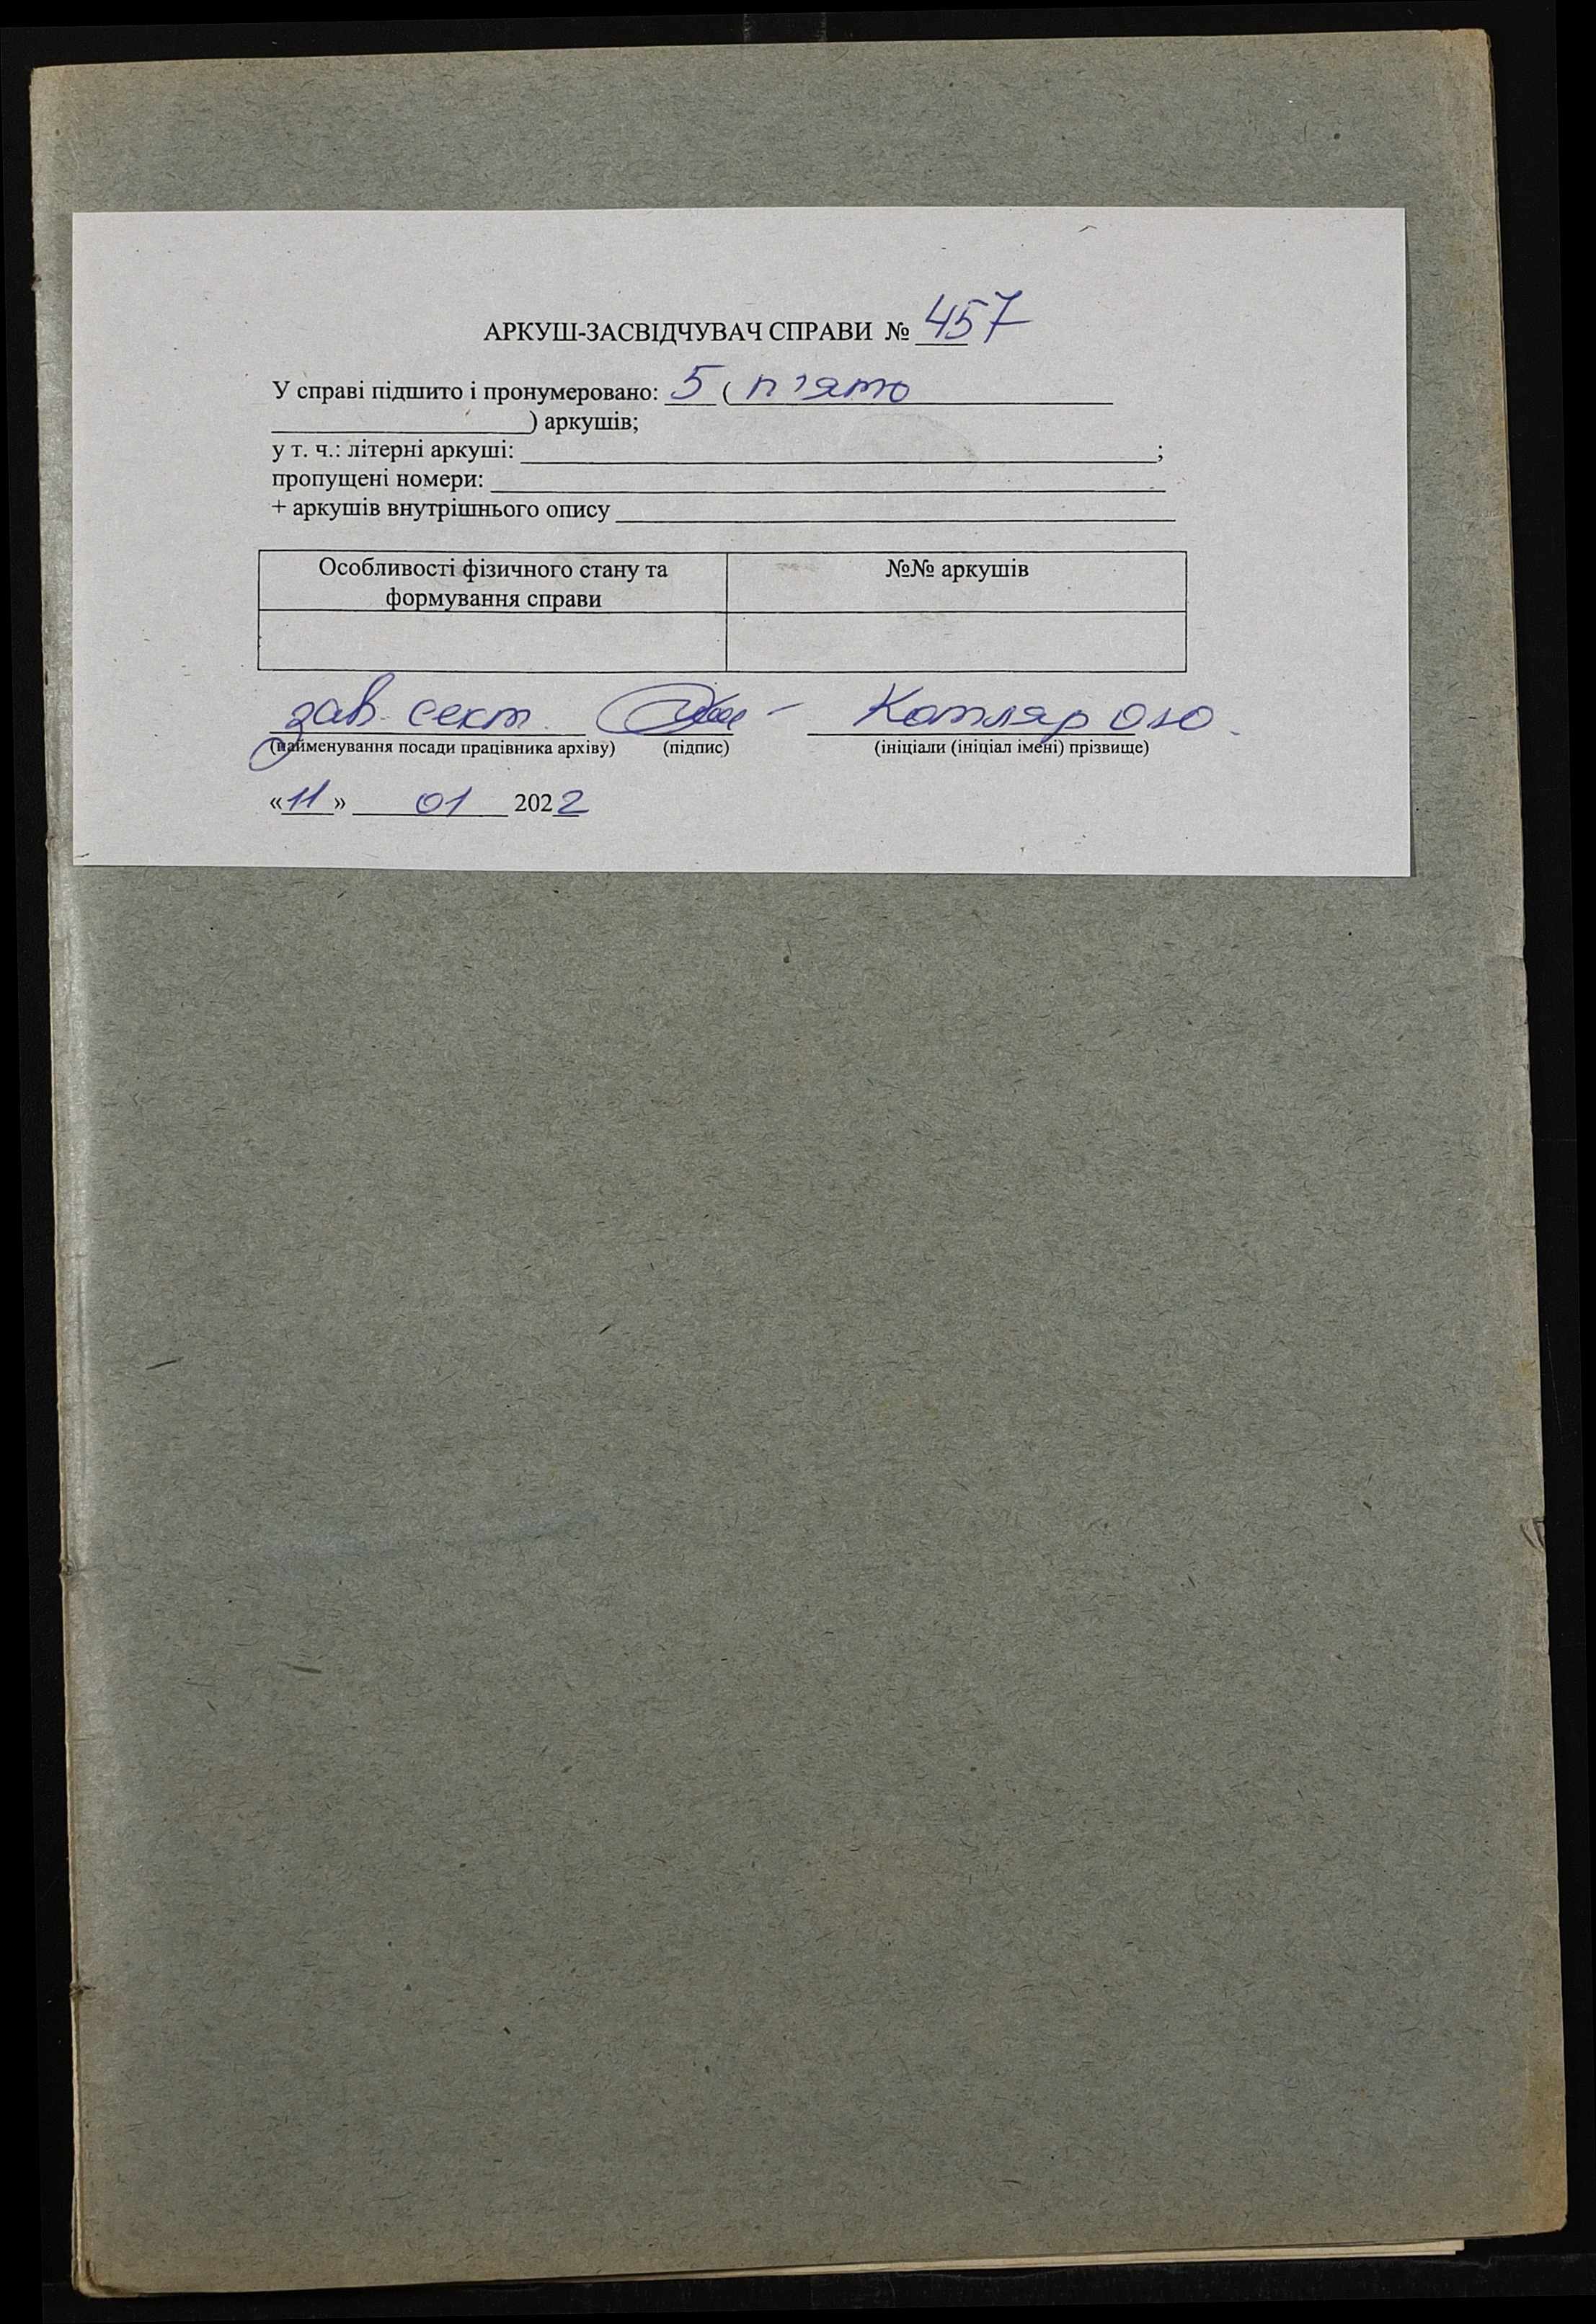 АРКУШ-ЗАСВІДЧУВАЧ СПРАВИ № 457
У справі підшито і пронумеровано: 5 ( п'ять
) аркушів;
у т. ч.: літерні аркуші: ;
пропущені номери:
+ аркушів внутрішнього опису
Особливості фізичного стану та формування справи
№№ аркушів
зав. сект. Котляр О.Ю.
(найменування посади працівника архіву) (підпис) (ініціали (ініціал імені) прізвище)
«11» 01 2022